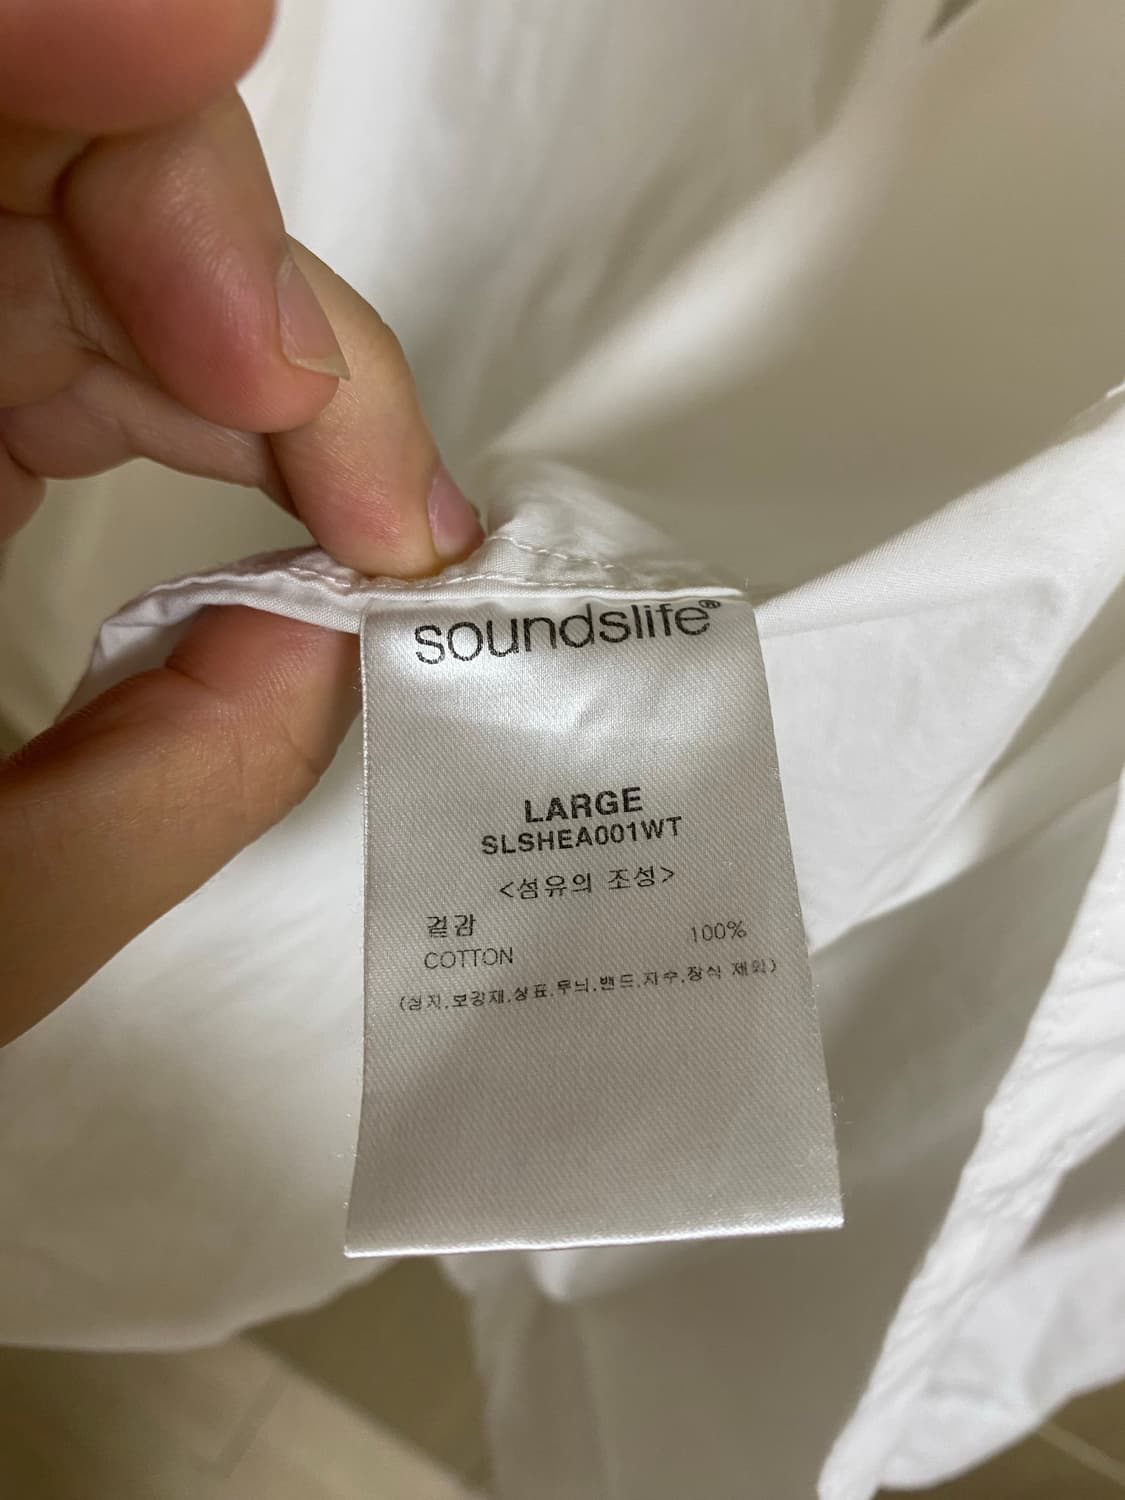 soundslife®
LARGE
SLSHEA001WT
<섬유의 조성>
겉감
COTTON 100%
(심지,보강재,상표,무늬,밴드,자수,장식 제외)